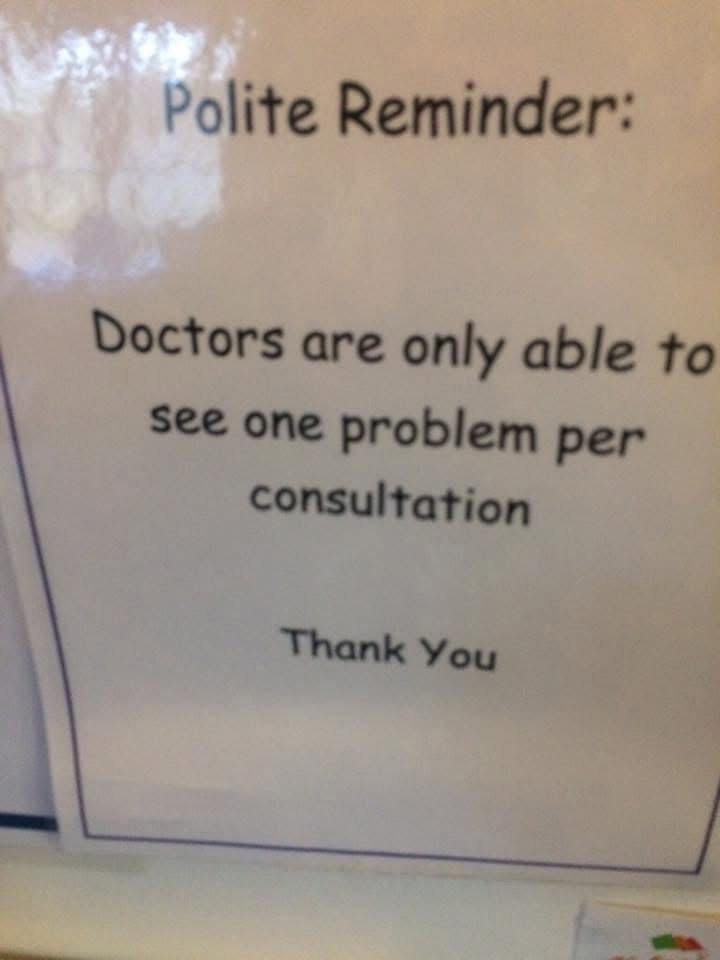 Polite Reminder:
Doctors are only able to
see one problem per
consultation
Thank You